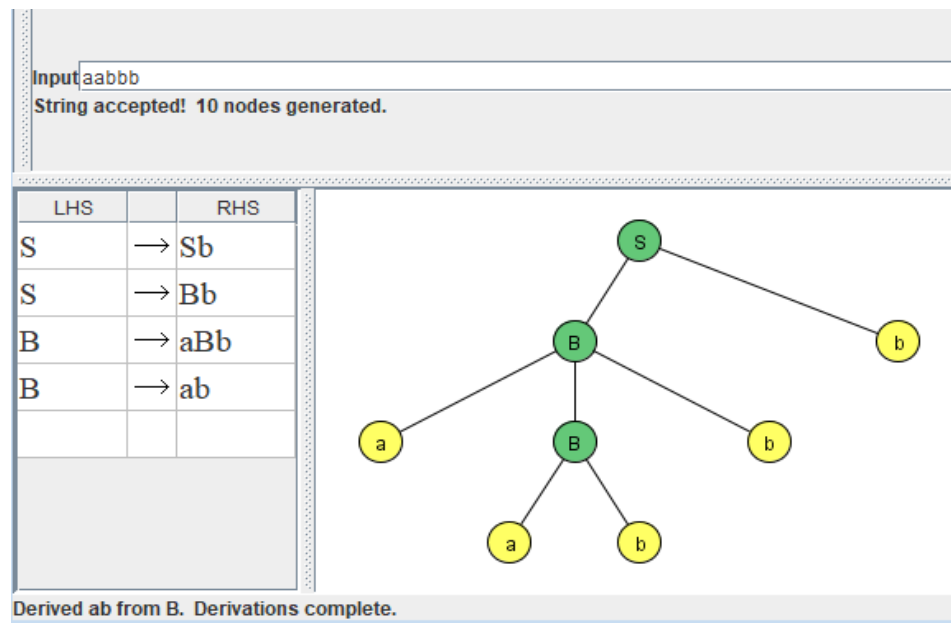 Input aabbb
String accepted! 10 nodes generated.
LHS RHS
S → Sb
S → Bb
B → aBb
B → ab
S
B b
a B b
a b
Derived ab from B. Derivations complete.